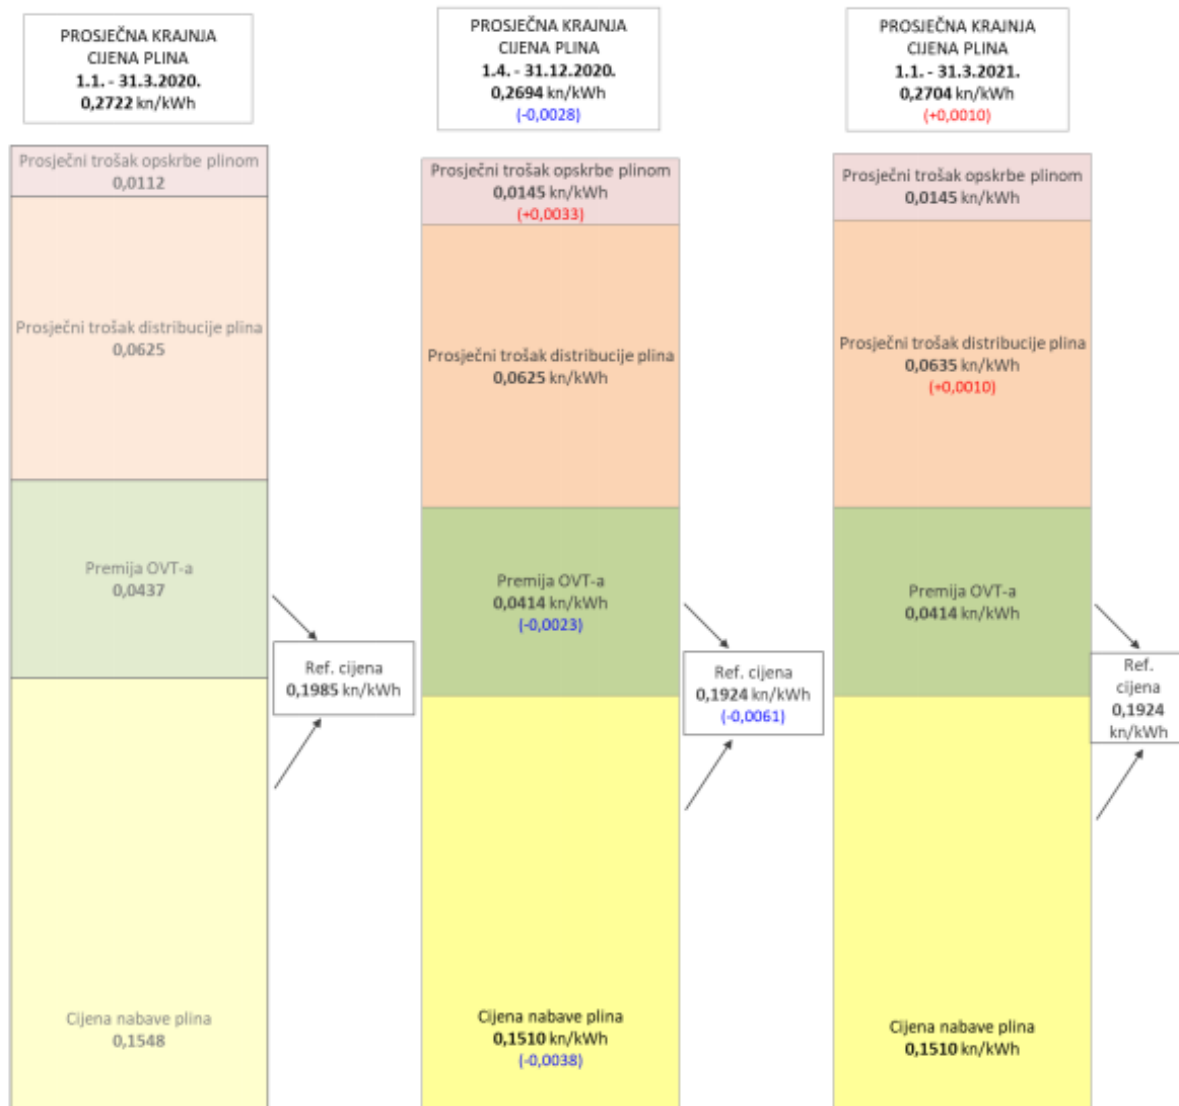 PROSJEČNA KRAJNJA
CIJENA PLINA
1.1. - 31.3.2020.
0,2722 kn/kWh
Prosječni trošak opskrbe plinom
0,0112
Prosječni trošak distribucije plina
0,0625
Premija OVT-a
0,0437
Ref. cijena
0,1985 kn/kWh
Cijena nabave plina
0,1548
PROSJEČNA KRAJNJA
CIJENA PLINA
1.4. - 31.12.2020.
0,2694 kn/kWh
(-0,0028)
Prosječni trošak opskrbe plinom
0,0145 kn/kWh
(+0,0033)
Prosječni trošak distribucije plina
0,0625 kn/kWh
Premija OVT-a
0,0414 kn/kWh
(-0,0023)
Ref. cijena
0,1924 kn/kWh
(-0,0061)
Cijena nabave plina
0,1510 kn/kWh
(-0,0038)
PROSJEČNA KRAJNJA
CIJENA PLINA
1.1. - 31.3.2021.
0,2704 kn/kWh
(+0,0010)
Prosječni trošak opskrbe plinom
0,0145 kn/kWh
Prosječni trošak distribucije plina
0,0635 kn/kWh
(+0,0010)
Premija OVT-a
0,0414 kn/kWh
Ref.
cijena
0,1924
kn/kWh
Cijena nabave plina
0,1510 kn/kWh